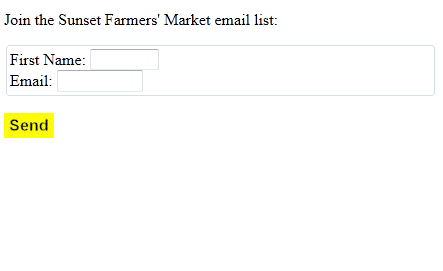 Join the Sunset Farmers' Market email list:
First Name:
Email:
Send